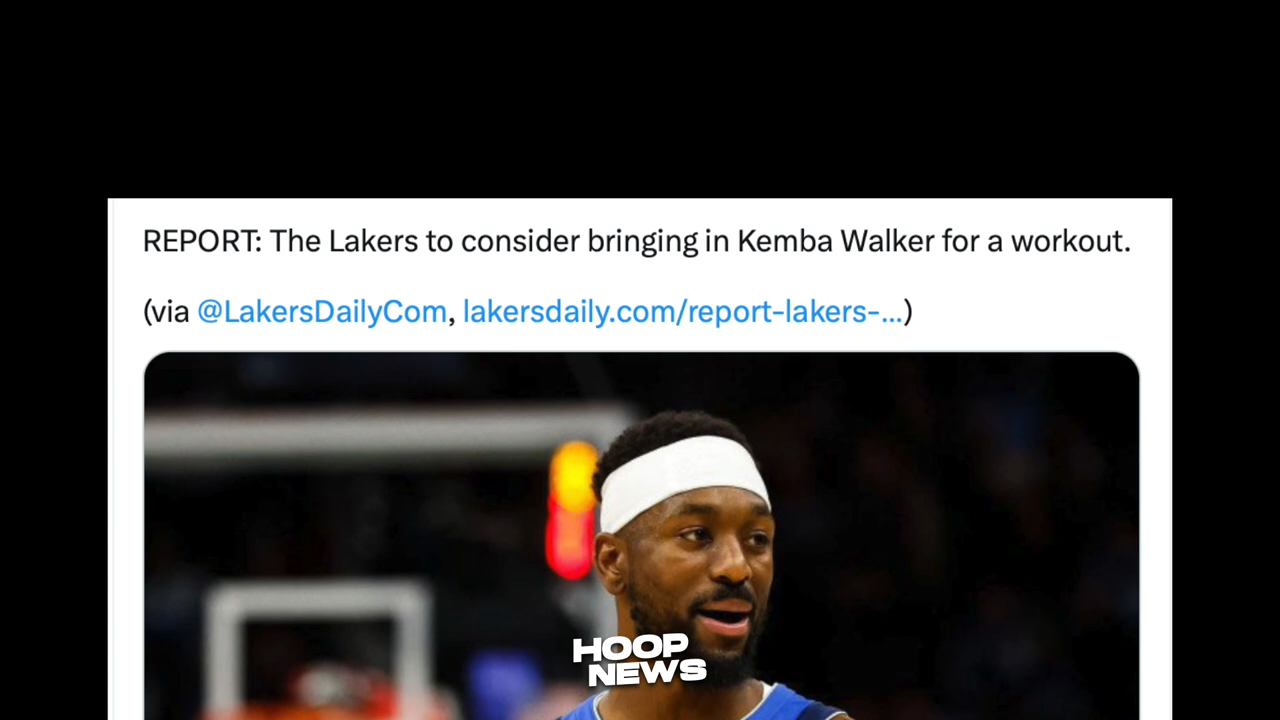 REPORT: The Lakers to consider bringing in Kemba Walker for a workout.
(via @LakersDailyCom, lakersdaily.com/report-lakers-...)
HOOP
NEWS